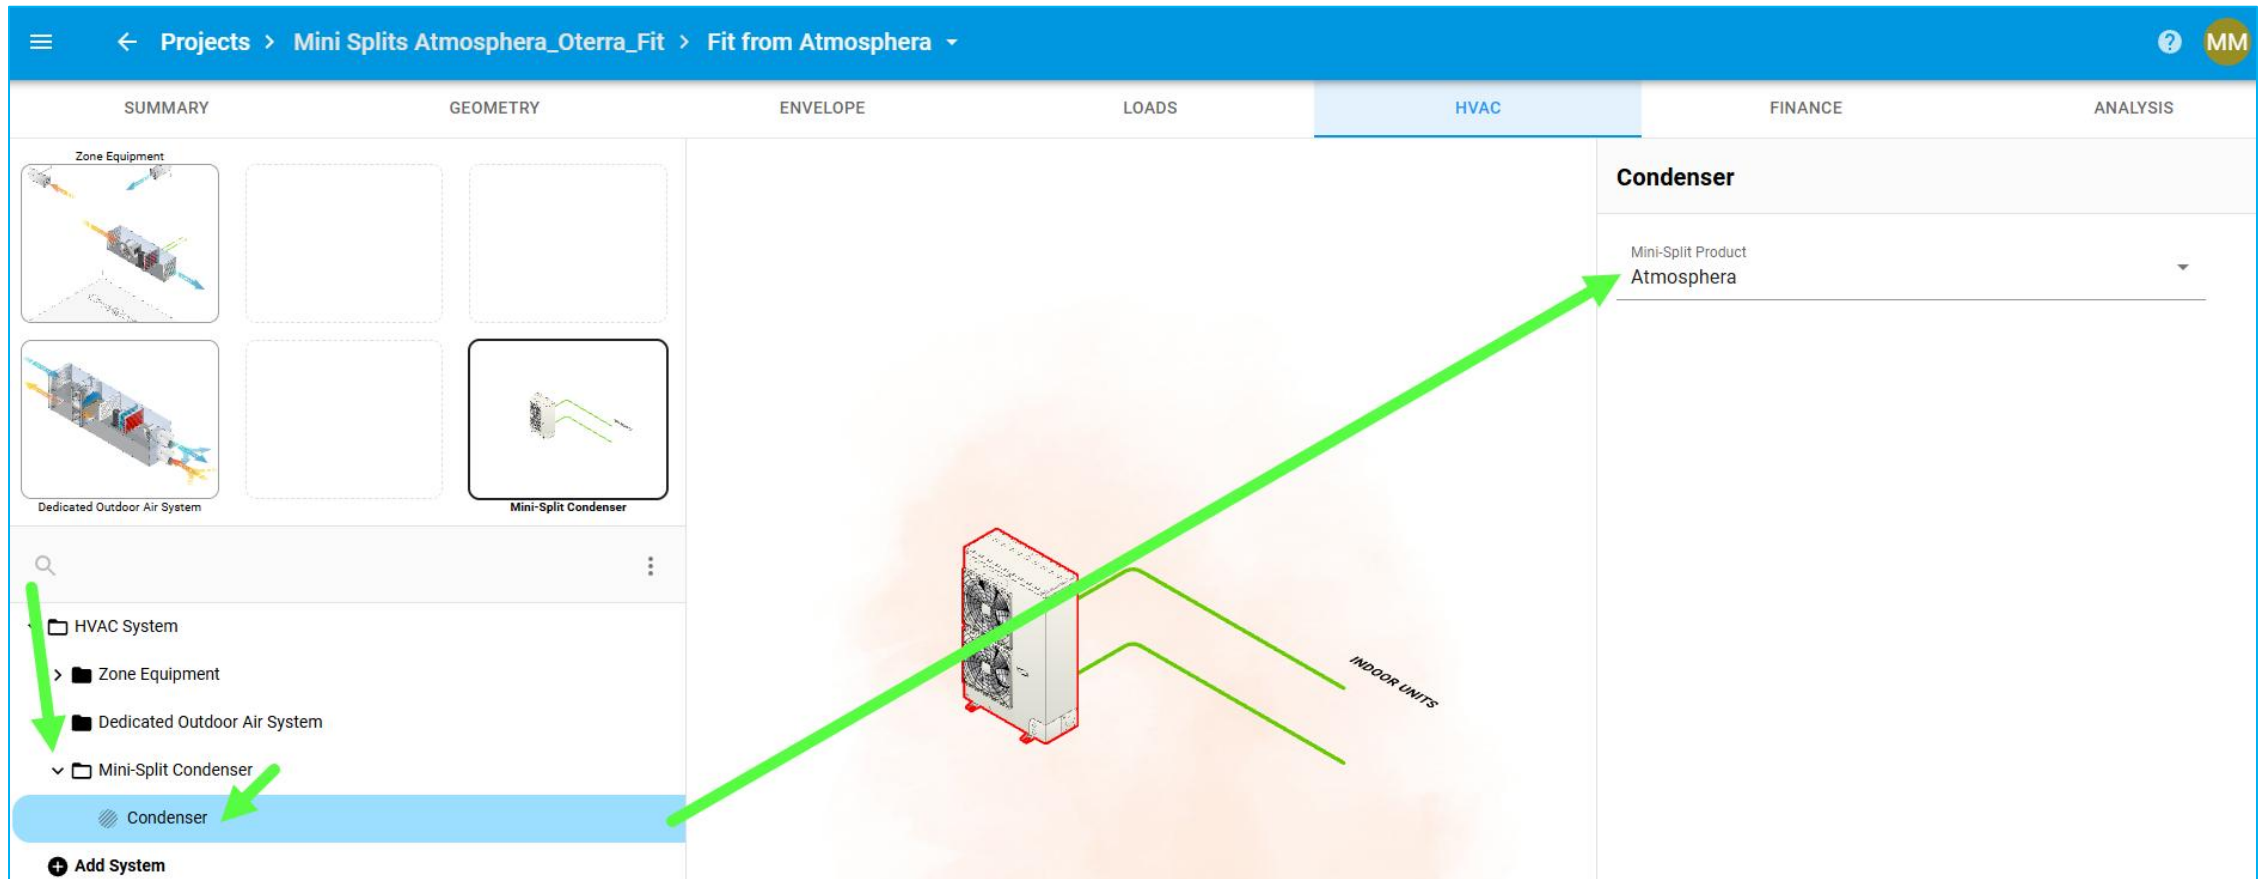 Projects > Mini Splits Atmosphera_Oterra_Fit > Fit from Atmosphera
? MM
SUMMARY GEOMETRY ENVELOPE LOADS HVAC FINANCE ANALYSIS
Zone Equipment
Dedicated Outdoor Air System
Mini-Split Condenser
HVAC System
Zone Equipment
Dedicated Outdoor Air System
Mini-Split Condenser
Condenser
Add System
INDOOR UNITS
Condenser
Mini-Split Product
Atmosphera